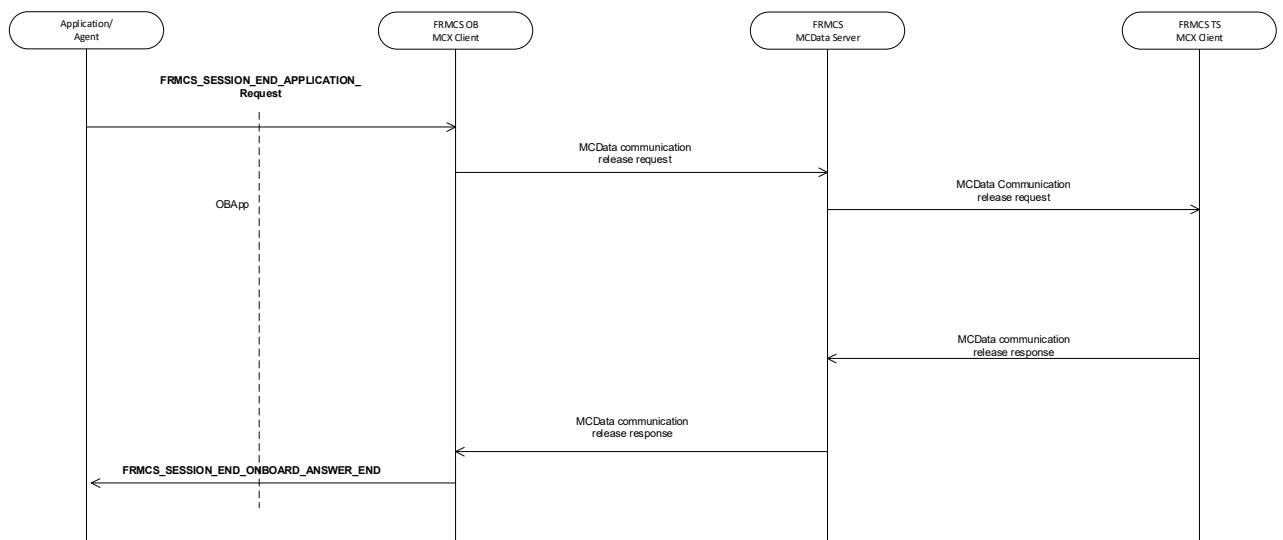 Application/
Agent
FRMCS OB
MCX Client
FRMCS
MCData Server
FRMCS TS
MCX Client
FRMCS_SESSION_END_APPLICATION_
Request
MCData communication
release request
MCData Communication
release request
OBApp
MCData communication
release response
MCData communication
release response
FRMCS_SESSION_END_ONBOARD_ANSWER_END